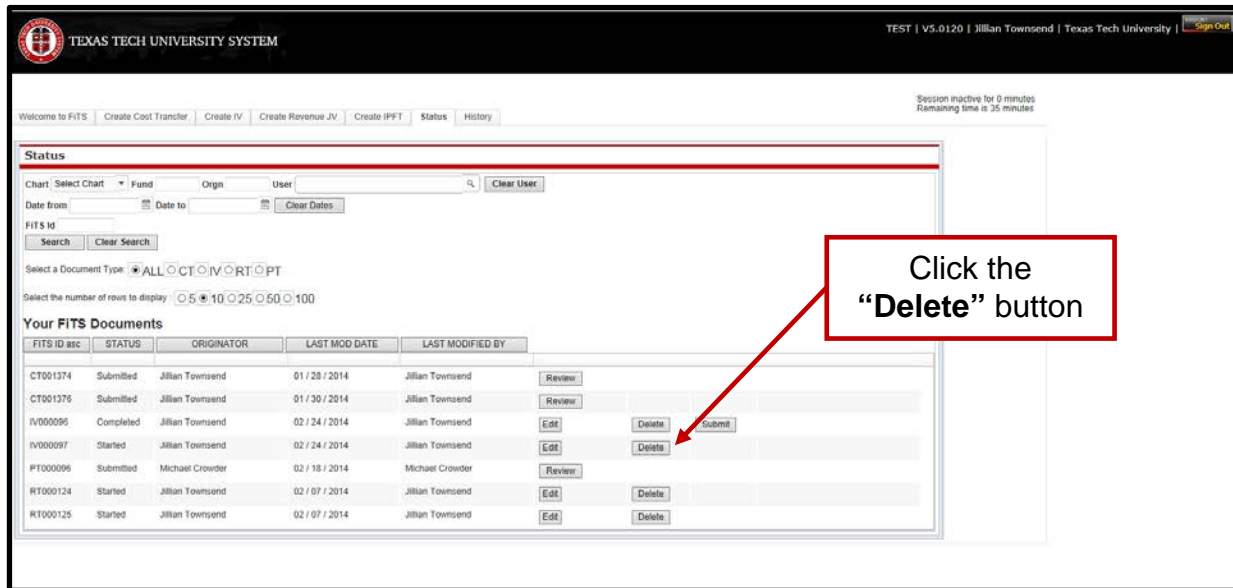 TEXAS TECH UNIVERSITY SYSTEM
TEST | V5.0120 | Jillian Townsend | Texas Tech University | Sign Out
Session inactive for 0 minutes
Remaining time is 35 minutes
Welcome to FiTS Create Cost Transfer Create IV Create Revenue JV Create IPFT Status History
Status
Chart Select Chart Fund Orgn User Clear User
Date from Date to Clear Dates
FiTS Id
Search Clear Search
Select a Document Type: ALL CT IV RT PT
Select the number of rows to display : 5 10 25 50 100
Click the
“Delete” button
Your FiTS Documents
FITS ID asc STATUS ORIGINATOR LAST MOD DATE LAST MODIFIED BY
CT001374 Submitted Jillian Townsend 01 / 28 / 2014 Jillian Townsend Review
CT001376 Submitted Jillian Townsend 01 / 30 / 2014 Jillian Townsend Review
IV000096 Completed Jillian Townsend 02 / 24 / 2014 Jillian Townsend Edit Delete Submit
IV000097 Started Jillian Townsend 02 / 24 / 2014 Jillian Townsend Edit Delete
PT000096 Submitted Michael Crowder 02 / 18 / 2014 Michael Crowder Review
RT000124 Started Jillian Townsend 02 / 07 / 2014 Jillian Townsend Edit Delete
RT000125 Started Jillian Townsend 02 / 07 / 2014 Jillian Townsend Edit Delete